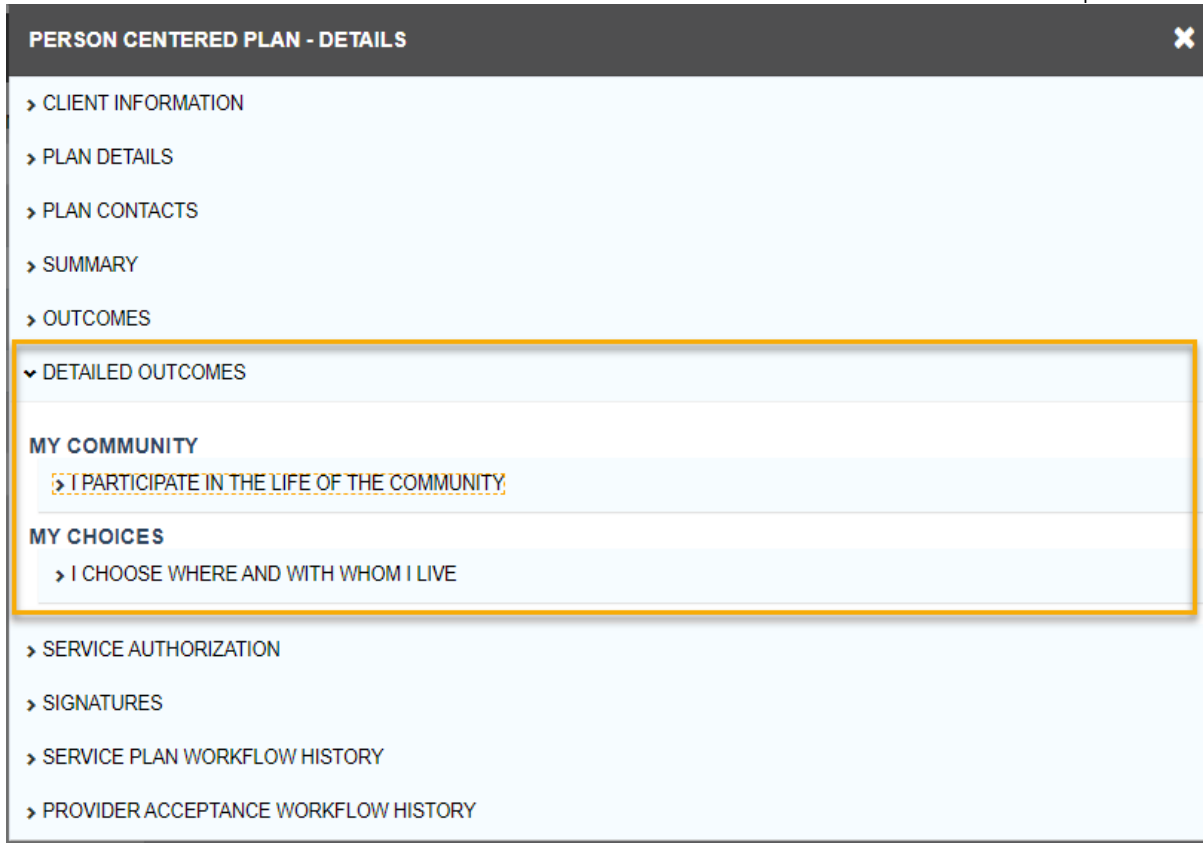 PERSON CENTERED PLAN - DETAILS
CLIENT INFORMATION
PLAN DETAILS
PLAN CONTACTS
SUMMARY
OUTCOMES
DETAILED OUTCOMES
MY COMMUNITY
I PARTICIPATE IN THE LIFE OF THE COMMUNITY
MY CHOICES
I CHOOSE WHERE AND WITH WHOM I LIVE
SERVICE AUTHORIZATION
SIGNATURES
SERVICE PLAN WORKFLOW HISTORY
PROVIDER ACCEPTANCE WORKFLOW HISTORY